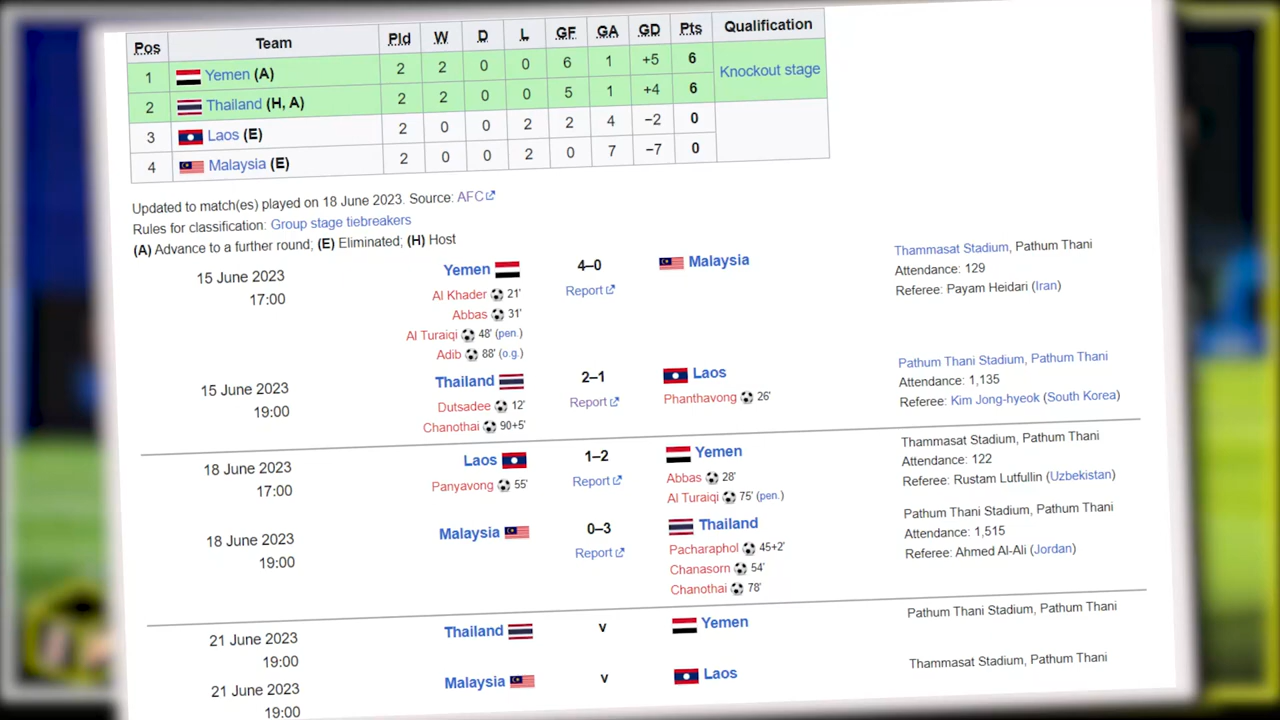 Pos Team Pld W D L GF GA GD Pts Qualification
1 Yemen (A) 2 2 0 0 6 1 +5 6 Knockout stage
2 Thailand (H, A) 2 2 0 0 5 1 +4 6
3 Laos (E) 2 0 0 2 2 4 −2 0
4 Malaysia (E) 2 0 0 2 0 7 −7 0
Updated to match(es) played on 18 June 2023. Source: AFC
Rules for classification: Group stage tiebreakers
(A) Advance to a further round; (E) Eliminated; (H) Host
15 June 2023 Yemen 4–0 Malaysia Thammasat Stadium, Pathum Thani
17:00 Al Khader 21' Report Attendance: 129
Abbas 31' Referee: Payam Heidari (Iran)
Al Turaiqi 48' (pen.)
Adib 88' (o.g.)
15 June 2023 Thailand 2–1 Laos Pathum Thani Stadium, Pathum Thani
19:00 Dutsadee 12' Report Phanthavong 26' Attendance: 1,135
Chanothai 90+5' Referee: Kim Jong-hyeok (South Korea)
18 June 2023 Laos 1–2 Yemen Thammasat Stadium, Pathum Thani
17:00 Panyavong 55' Report Abbas 28' Attendance: 122
Al Turaiqi 75' (pen.) Referee: Rustam Lutfullin (Uzbekistan)
18 June 2023 Malaysia 0–3 Thailand Pathum Thani Stadium, Pathum Thani
19:00 Report Pacharaphol 45+2' Attendance: 1,515
Chanasorn 54' Referee: Ahmed Al-Ali (Jordan)
Chanothai 78'
21 June 2023 Thailand v Yemen Pathum Thani Stadium, Pathum Thani
19:00
21 June 2023 Malaysia v Laos Thammasat Stadium, Pathum Thani
19:00